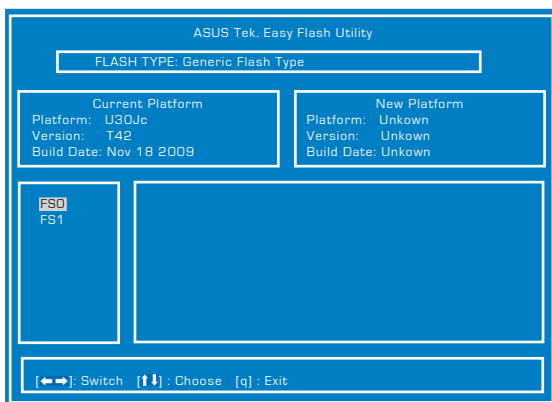 ASUS Tek. Easy Flash Utility
FLASH TYPE: Generic Flash Type
Current Platform
Platform: U30Jc
Version: T42
Build Date: Nov 18 2009
New Platform
Platform: Unkown
Version: Unkown
Build Date: Unkown
FS0
FS1
[←→]: Switch [↑↓] : Choose [q] : Exit